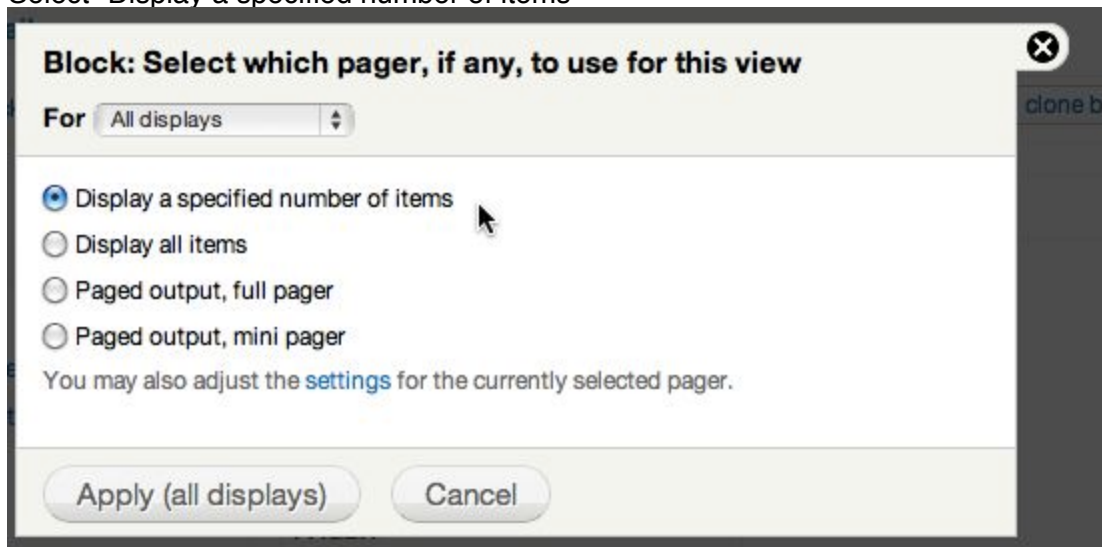 Select "Display a specified number of items"
Block: Select which pager, if any, to use for this view
For All displays
clone b
Display a specified number of items
Display all items
Paged output, full pager
Paged output, mini pager
You may also adjust the settings for the currently selected pager.
Apply (all displays) Cancel